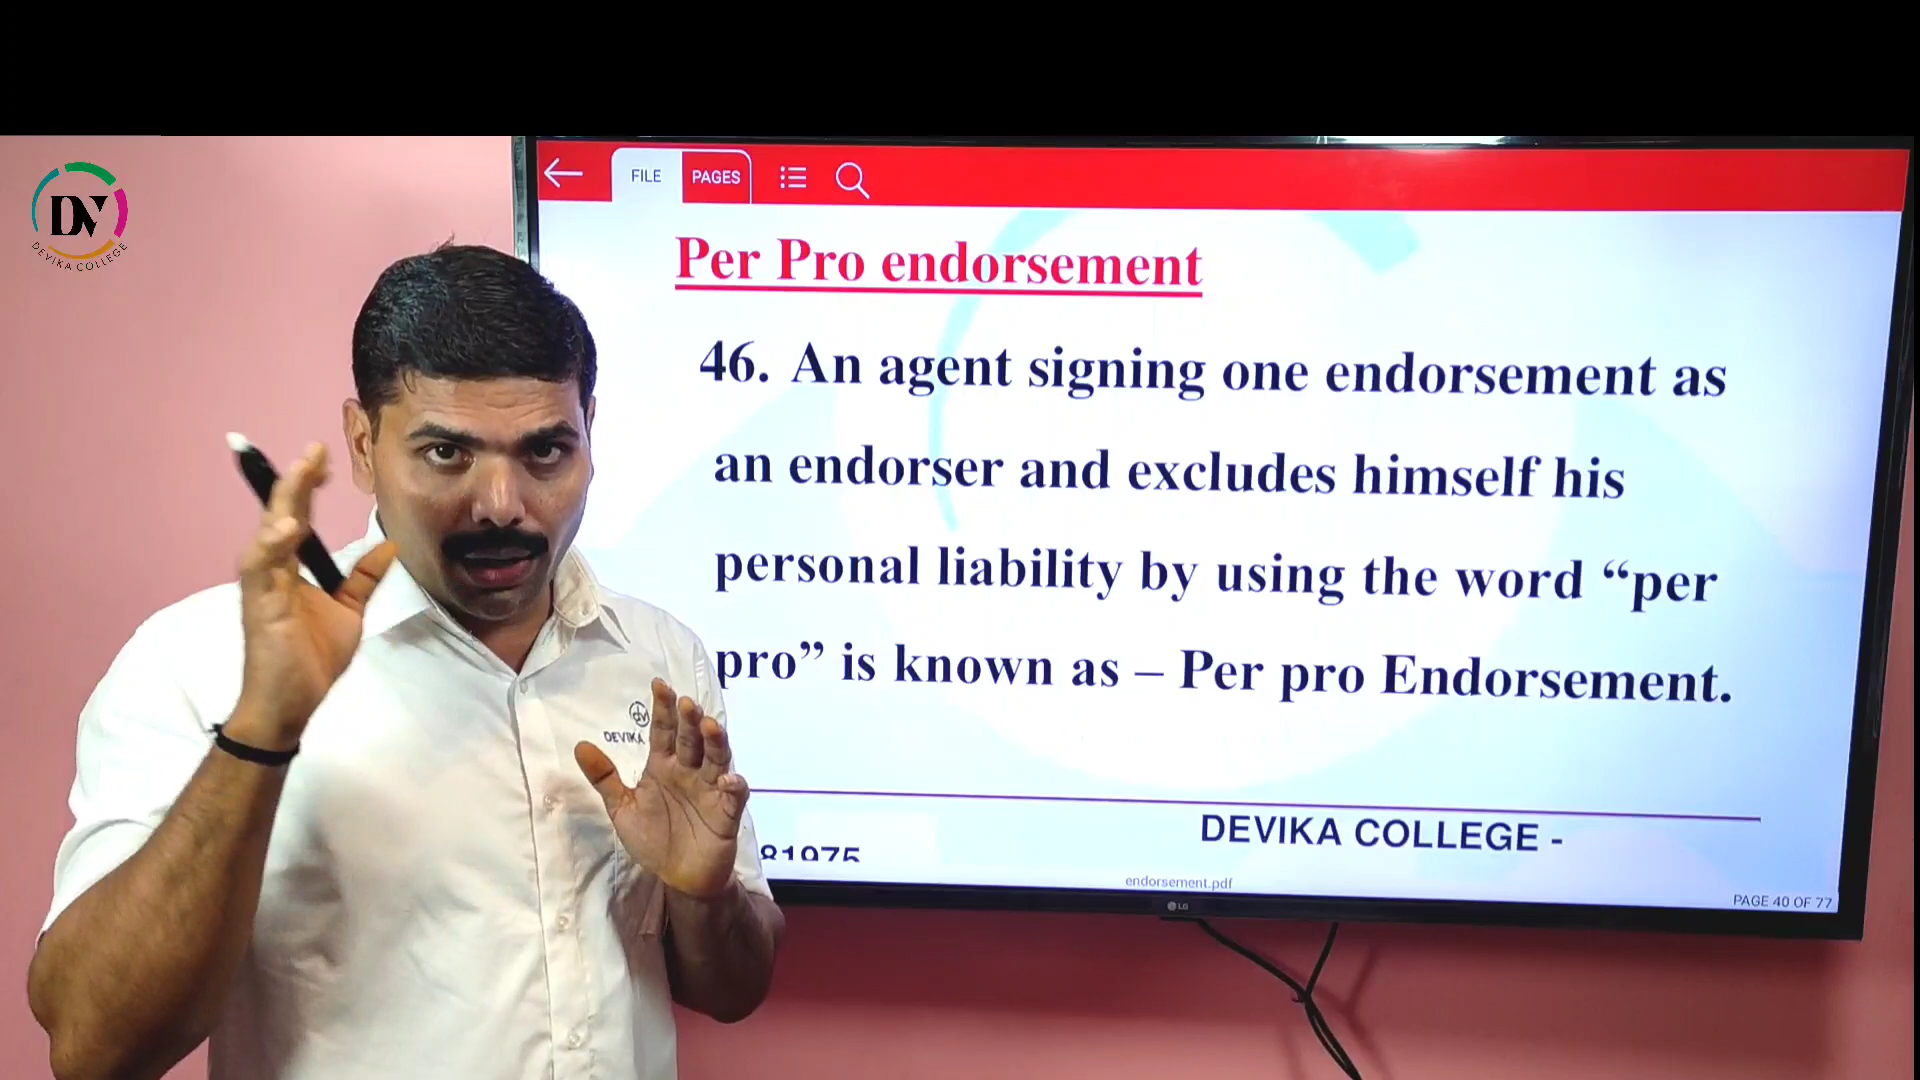 DV
DEVIKA COLLEGE
FILE PAGES
Per Pro endorsement
46. An agent signing one endorsement as
an endorser and excludes himself his
personal liability by using the word “per
pro” is known as – Per pro Endorsement.
DEVIKA
81975
DEVIKA COLLEGE -
endorsement.pdf
PAGE 40 OF 77
LG